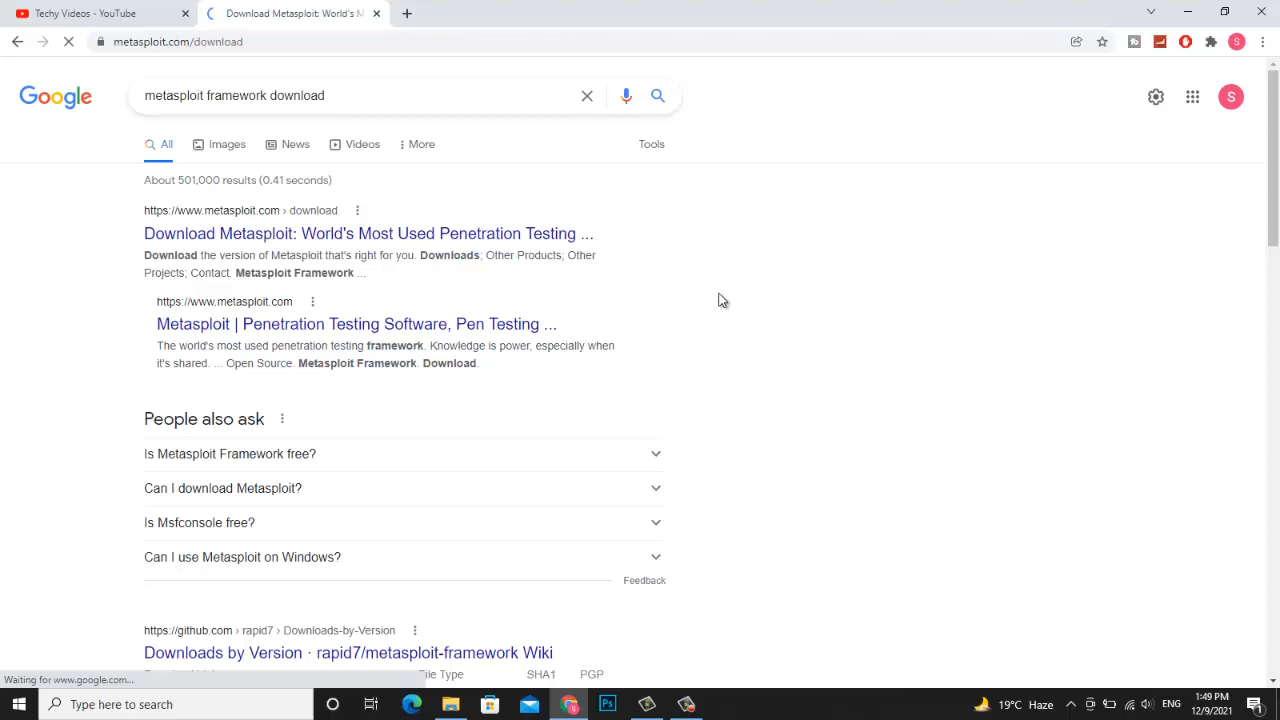 Techy Videos - YouTube
Download Metasploit: World's M
metasploit.com/download
S
Google
metasploit framework download
S
All
Images
News
Videos
More
Tools
About 501,000 results (0.41 seconds)
https://www.metasploit.com › download
Download Metasploit: World's Most Used Penetration Testing ...
Download the version of Metasploit that's right for you. Downloads; Other Products; Other
Projects; Contact. Metasploit Framework ...
https://www.metasploit.com
Metasploit | Penetration Testing Software, Pen Testing ...
The world's most used penetration testing framework. Knowledge is power, especially when
it's shared. ... Open Source. Metasploit Framework. Download.
People also ask
Is Metasploit Framework free?
Can I download Metasploit?
Is Msfconsole free?
Can I use Metasploit on Windows?
Feedback
https://github.com › rapid7 › Downloads-by-Version
Downloads by Version · rapid7/metasploit-framework Wiki
File Type SHA1 PGP
Waiting for www.google.com...
Type here to search
Ps
19°C Haze
ENG
1:49 PM
12/9/2021